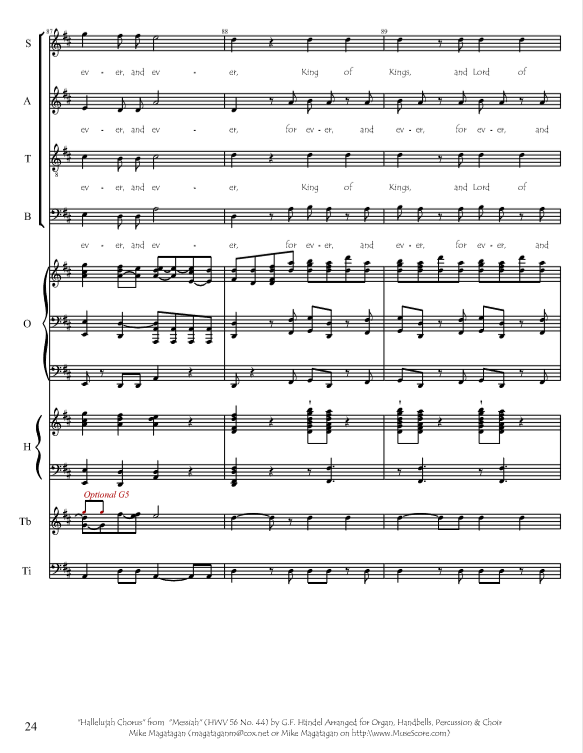 87 88 89
S
ev - er, and ev - er, King of Kings, and Lord of
A
ev - er, and ev - er, for ev - er, and ev - er, for ev - er, and
T
8
ev - er, and ev - er, King of Kings, and Lord of
B
ev - er, and ev - er, for ev - er, and ev - er, for ev - er, and
O
H
Optional G5
Tb
Ti
24
"Hallelujah Chorus" from "Messiah" (HWV 56 No. 44) by G.F. Händel Arranged for Organ, Handbells, Percussion & Choir
Mike Magatagan (magataganm@cox.net or Mike Magatagan on http://www.MuseScore.com)